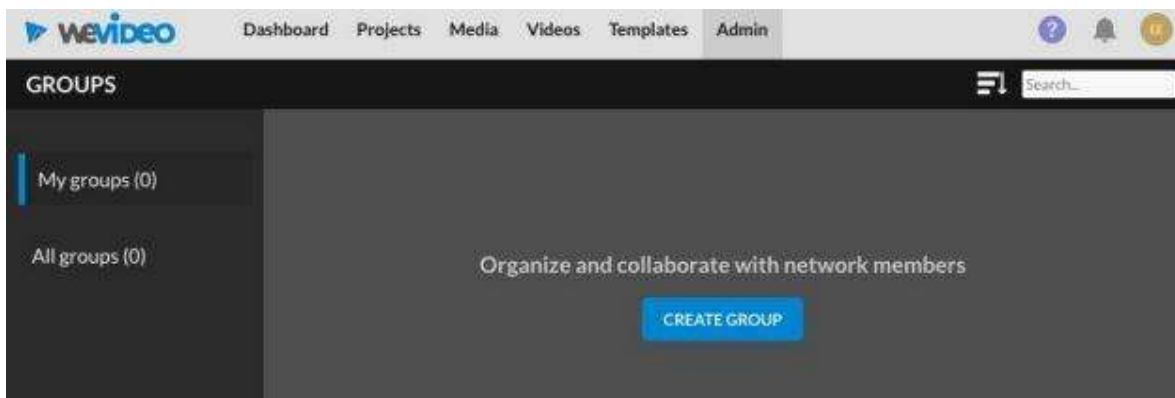 WEVIDEO Dashboard Projects Media Videos Templates Admin ?
GROUPS Search...
My groups (0)
All groups (0)
Organize and collaborate with network members
CREATE GROUP